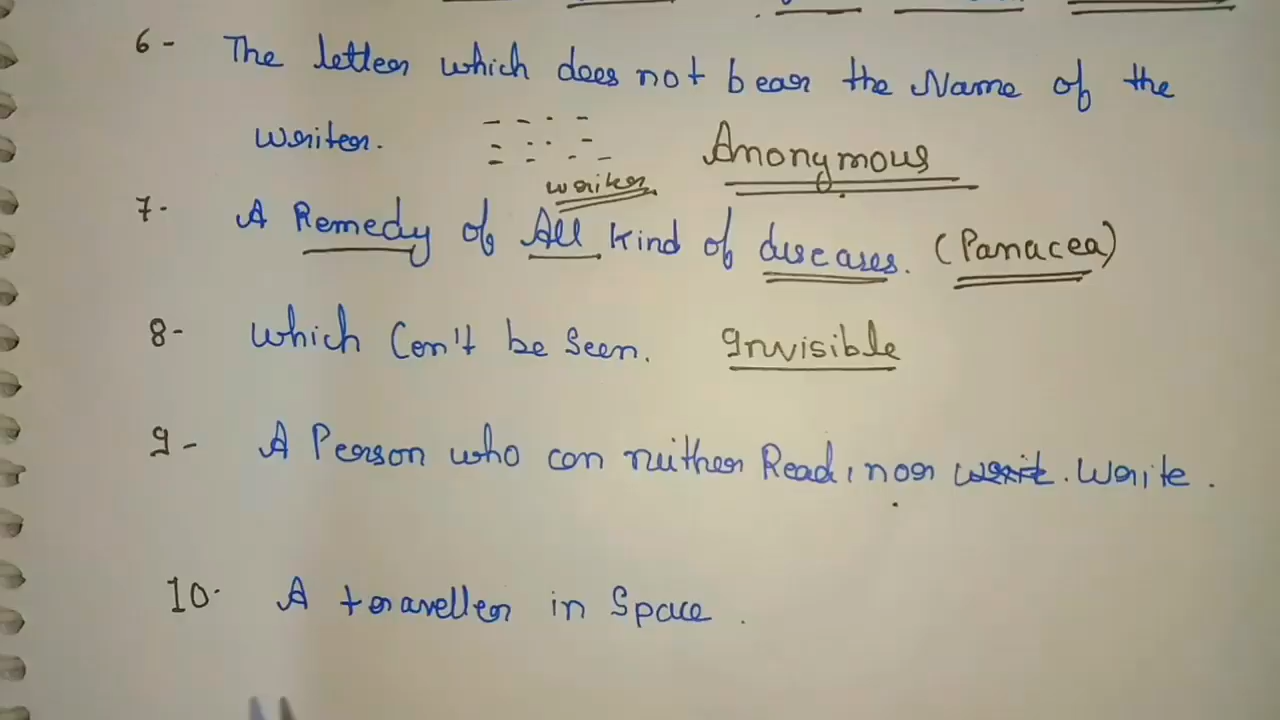 6- The letter which does not bear the Name of the
writer. Anonymous
writer
7- A Remedy of All kind of diseases. (Panacea)
8- which Can't be Seen. Invisible
9- A Person who can neither Read, nor write. Write.
10. A traveller in Space.